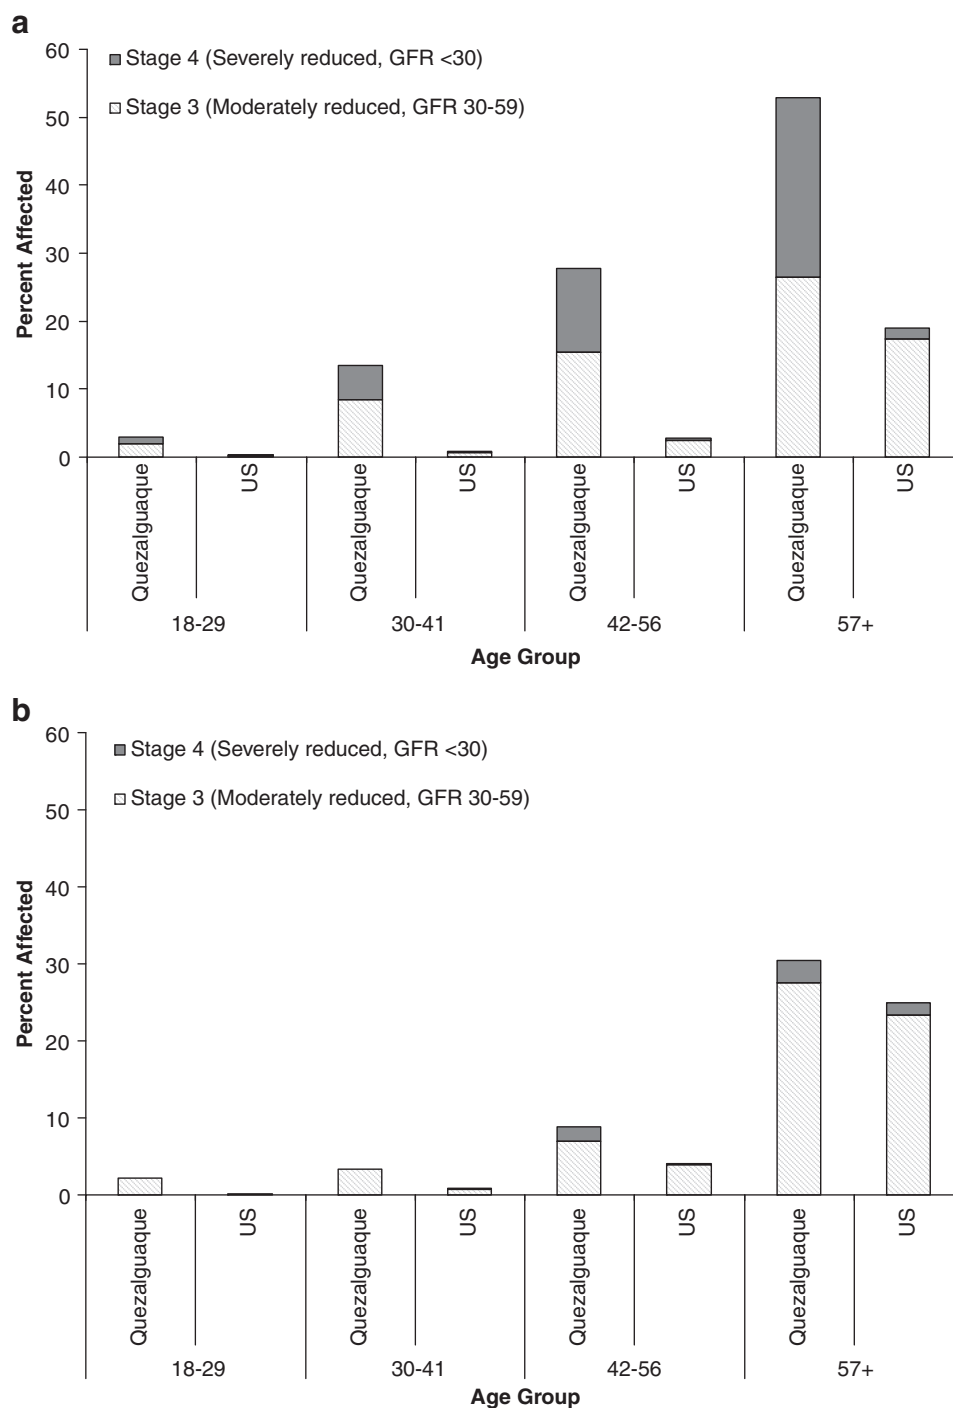 a
60
50
40
30
20
10
0
Percent Affected
Stage 4 (Severely reduced, GFR <30)
Stage 3 (Moderately reduced, GFR 30-59)
Quezalguaque
US
Quezalguaque
US
Quezalguaque
US
Quezalguaque
US
18-29
30-41
42-56
57+
Age Group
b
60
50
40
30
20
10
0
Percent Affected
Stage 4 (Severely reduced, GFR <30)
Stage 3 (Moderately reduced, GFR 30-59)
Quezalguaque
US
Quezalguaque
US
Quezalguaque
US
Quezalguaque
US
18-29
30-41
42-56
57+
Age Group